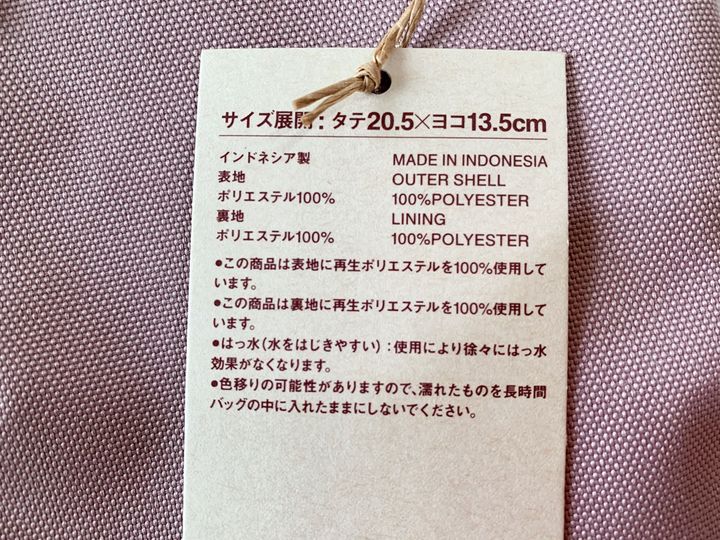 サイズ展開：タテ20.5×ヨコ13.5cm
インドネシア製 MADE IN INDONESIA
表地 OUTER SHELL
ポリエステル100% 100%POLYESTER
裏地 LINING
ポリエステル100% 100%POLYESTER
●この商品は表地に再生ポリエステルを100%使用して
います。
●この商品は裏地に再生ポリエステルを100%使用して
います。
●はっ水（水をはじきやすい）：使用により徐々にはっ水
効果がなくなります。
●色移りの可能性がありますので、濡れたものを長時間
バッグの中に入れたままにしないでください。